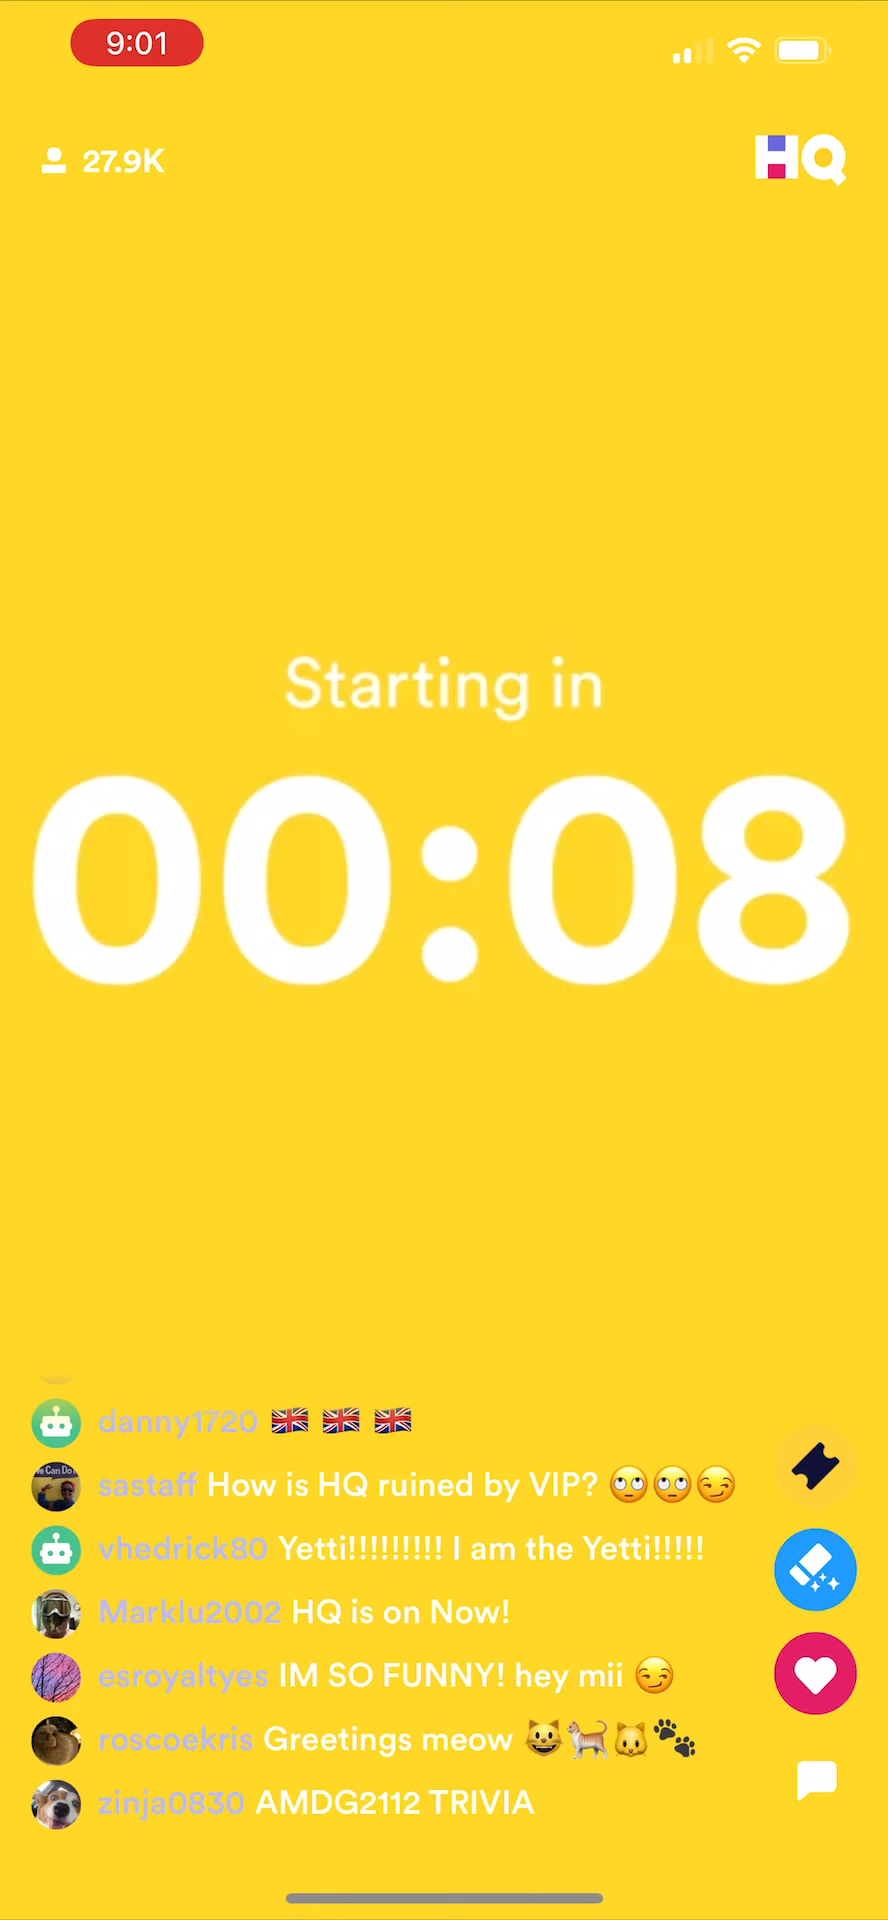 9:01
27.9K
HQ
Starting in
00:08
danny1720 🇬🇧 🇬🇧 🇬🇧
sastaff How is HQ ruined by VIP? 🙄🙄😏
vhedrick80 Yetti!!!!!!!!! I am the Yetti!!!!!
Marklu2002 HQ is on Now!
esroyaltyes IM SO FUNNY! hey mii 😏
roscoekris Greetings meow 😺🐈🐱🐾
zinja0830 AMDG2112 TRIVIA